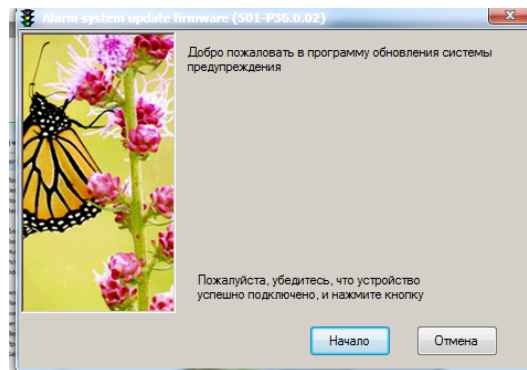 Alarm system update firmware (501-P36.0.02)
Добро пожаловать в программу обновления системы
предупреждения
Пожалуйста, убедитесь, что устройство
успешно подключено, и нажмите кнопку
Начало
Отмена